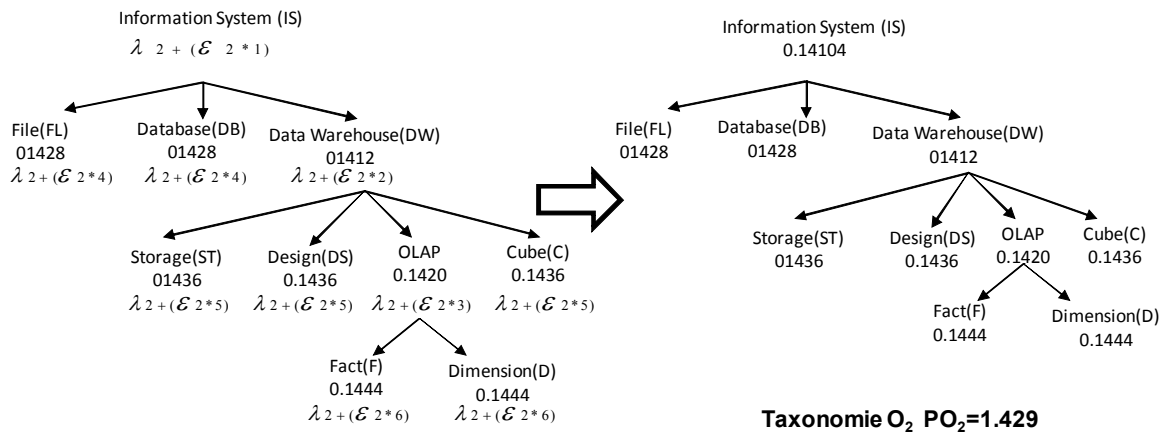 Information System (IS)
λ 2 + (ε 2 * 1)
File(FL)
01428
λ 2 + (ε 2 * 4)
Database(DB)
01428
λ 2 + (ε 2 * 4)
Data Warehouse(DW)
01412
λ 2 + (ε 2 * 2)
Storage(ST)
01436
λ 2 + (ε 2 * 5)
Design(DS)
0.1436
λ 2 + (ε 2 * 5)
OLAP
0.1420
λ 2 + (ε 2 * 3)
Cube(C)
0.1436
λ 2 + (ε 2 * 5)
Fact(F)
0.1444
λ 2 + (ε 2 * 6)
Dimension(D)
0.1444
λ 2 + (ε 2 * 6)
Information System (IS)
0.14104
File(FL)
01428
Database(DB)
01428
Data Warehouse(DW)
01412
Storage(ST)
01436
Design(DS)
0.1436
OLAP
0.1420
Cube(C)
0.1436
Fact(F)
0.1444
Dimension(D)
0.1444
Taxonomie O₂ PO₂=1.429